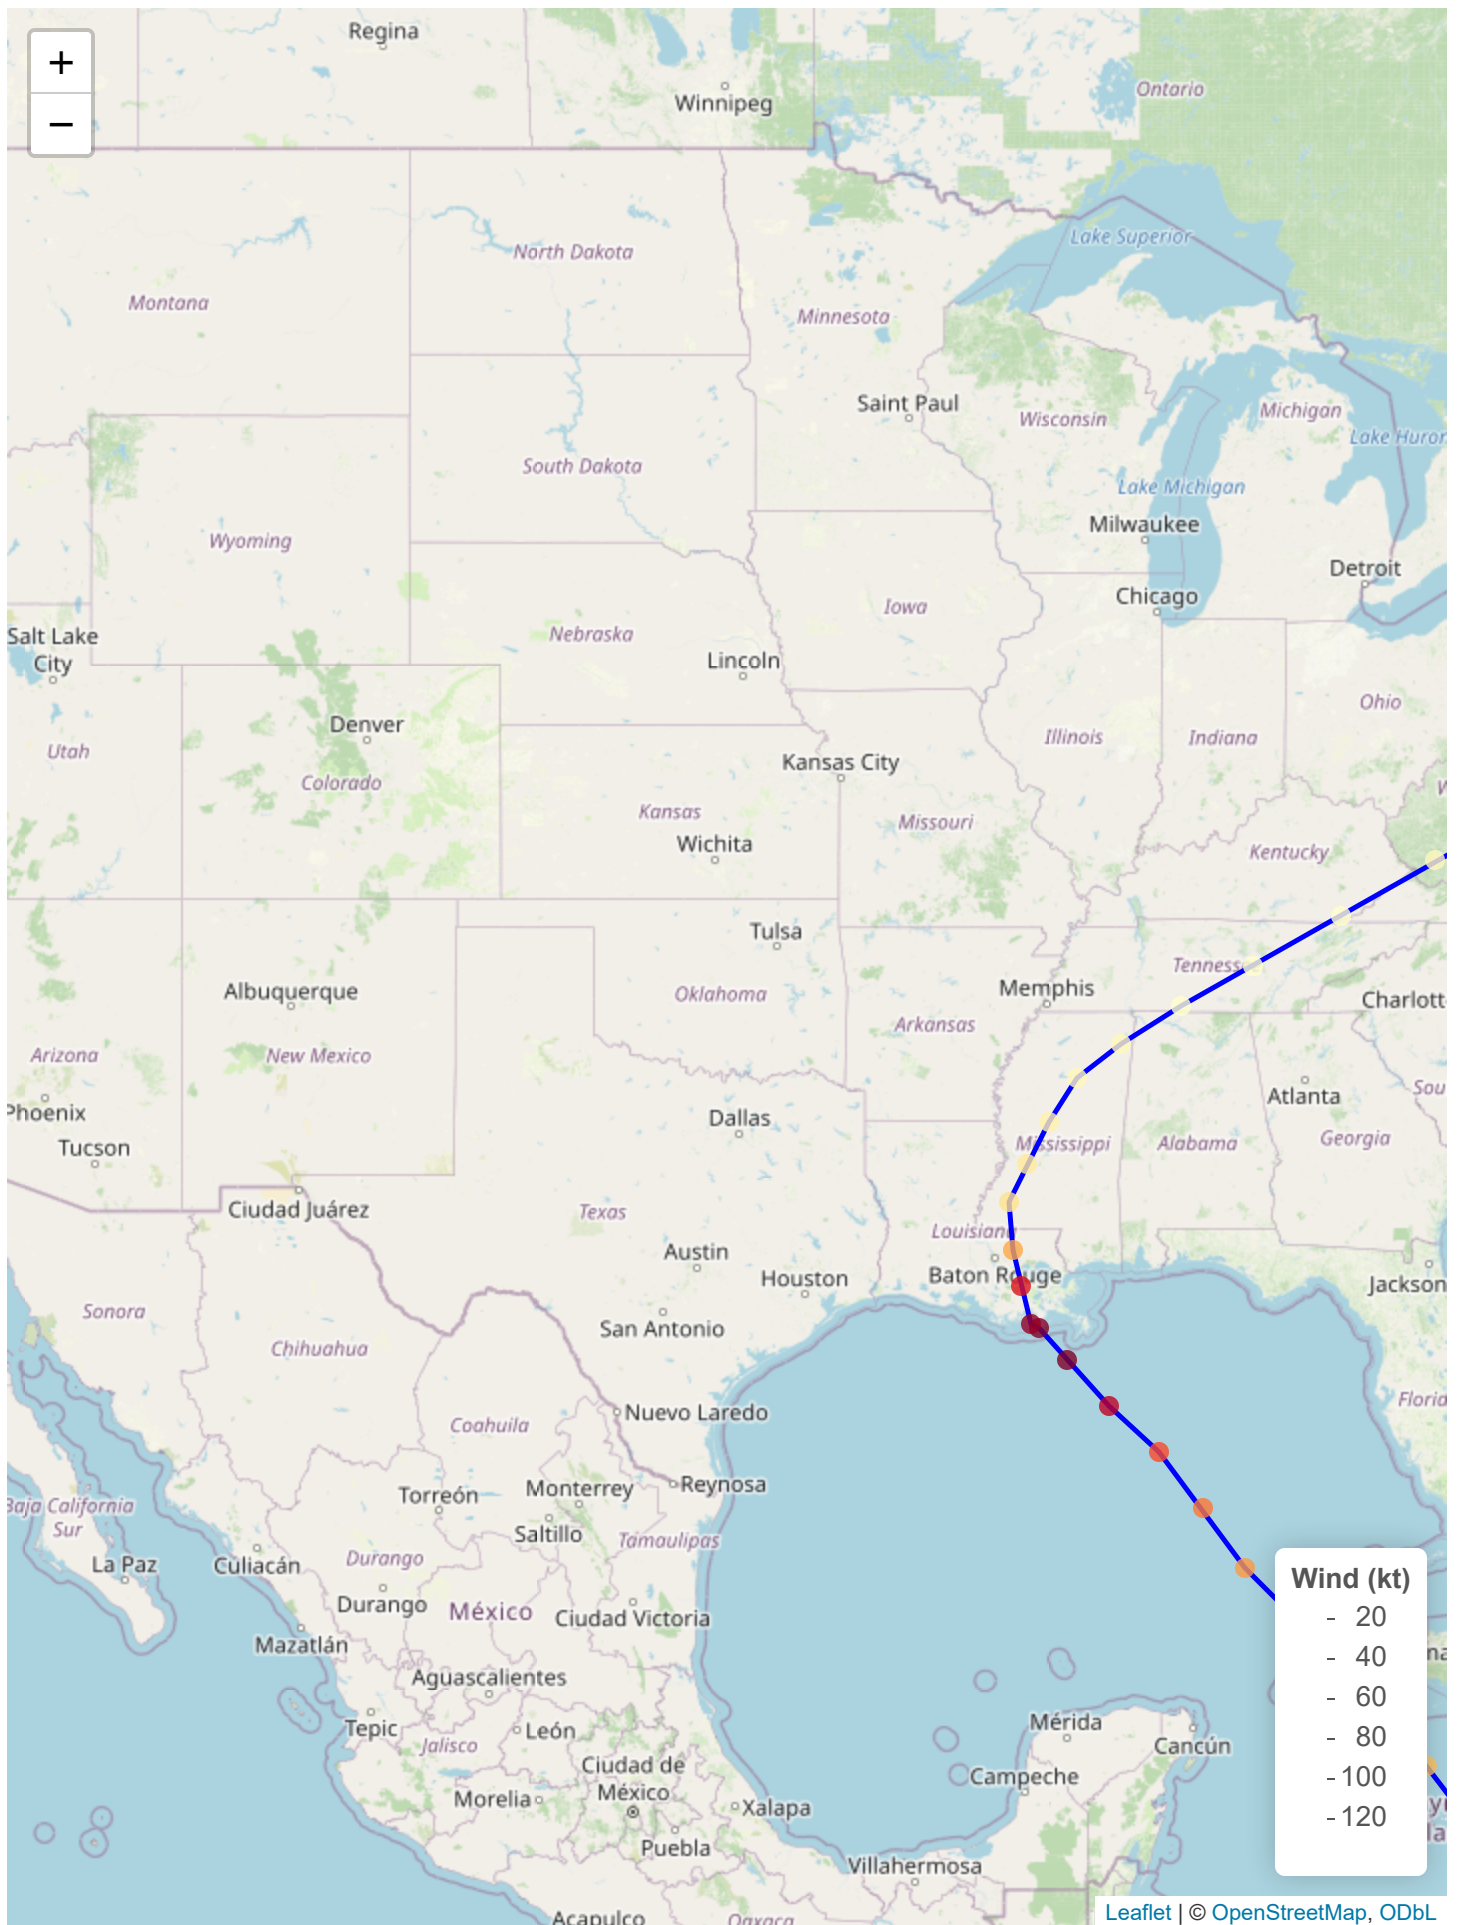 +
−
Regina
Winnipeg
Ontario
Lake Superior
North Dakota
Montana
Minnesota
Saint Paul
Wisconsin
Michigan
Lake Huron
South Dakota
Lake Michigan
Milwaukee
Wyoming
Detroit
Chicago
Iowa
Salt Lake
City
Nebraska
Lincoln
Ohio
Denver
Utah
Illinois
Indiana
Kansas City
Colorado
Kansas
Missouri
Wichita
Kentucky
Tulsa
Tenness
Memphis
Albuquerque
Oklahoma
Charlott
Arkansas
Arizona
New Mexico
Sou
Atlanta
Phoenix
Dallas
Tucson
Mississippi
Alabama
Georgia
Ciudad Juárez
Texas
Louisiana
Austin
Baton Rouge
Houston
Jackson
Sonora
San Antonio
Chihuahua
Florid
Nuevo Laredo
Coahuila
Reynosa
Monterrey
Torreón
Baja California
Sur
Saltillo
Tamaulipas
La Paz
Culiacán
Durango
Durango
México
Ciudad Victoria
Mazatlán
Aguascalientes
Tepic
León
Mérida
Jalisco
Cancún
Ciudad de
México
Campeche
Morelia
Xalapa
Puebla
Villahermosa
Acapulco
Oaxaca
Wind (kt)
20
40
60
80
100
120
Leaflet | © OpenStreetMap, ODbL